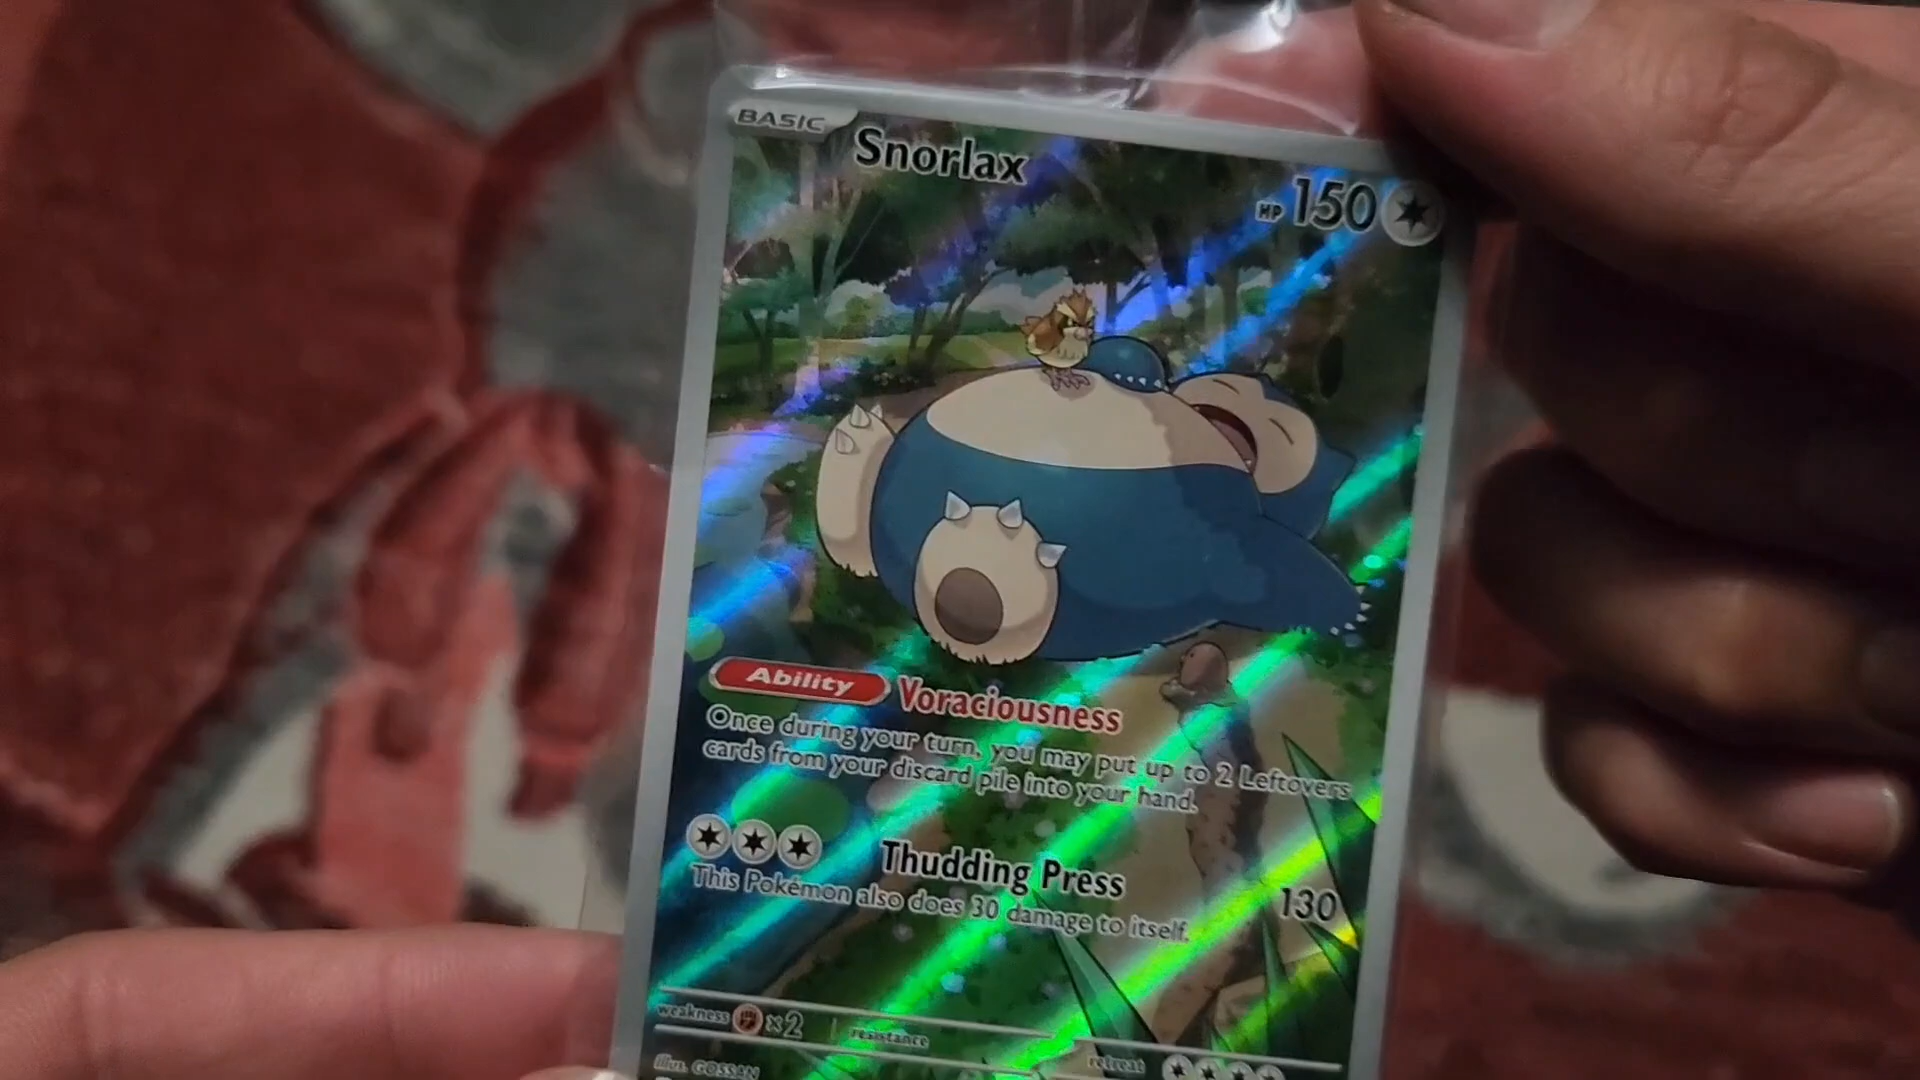 BASIC
Snorlax
HP 150
Ability Voraciousness
Once during your turn, you may put up to 2 Leftovers
cards from your discard pile into your hand.
Thudding Press 130
This Pokémon also does 30 damage to itself.
weakness x2 resistance retreat
illus. GOSSAN